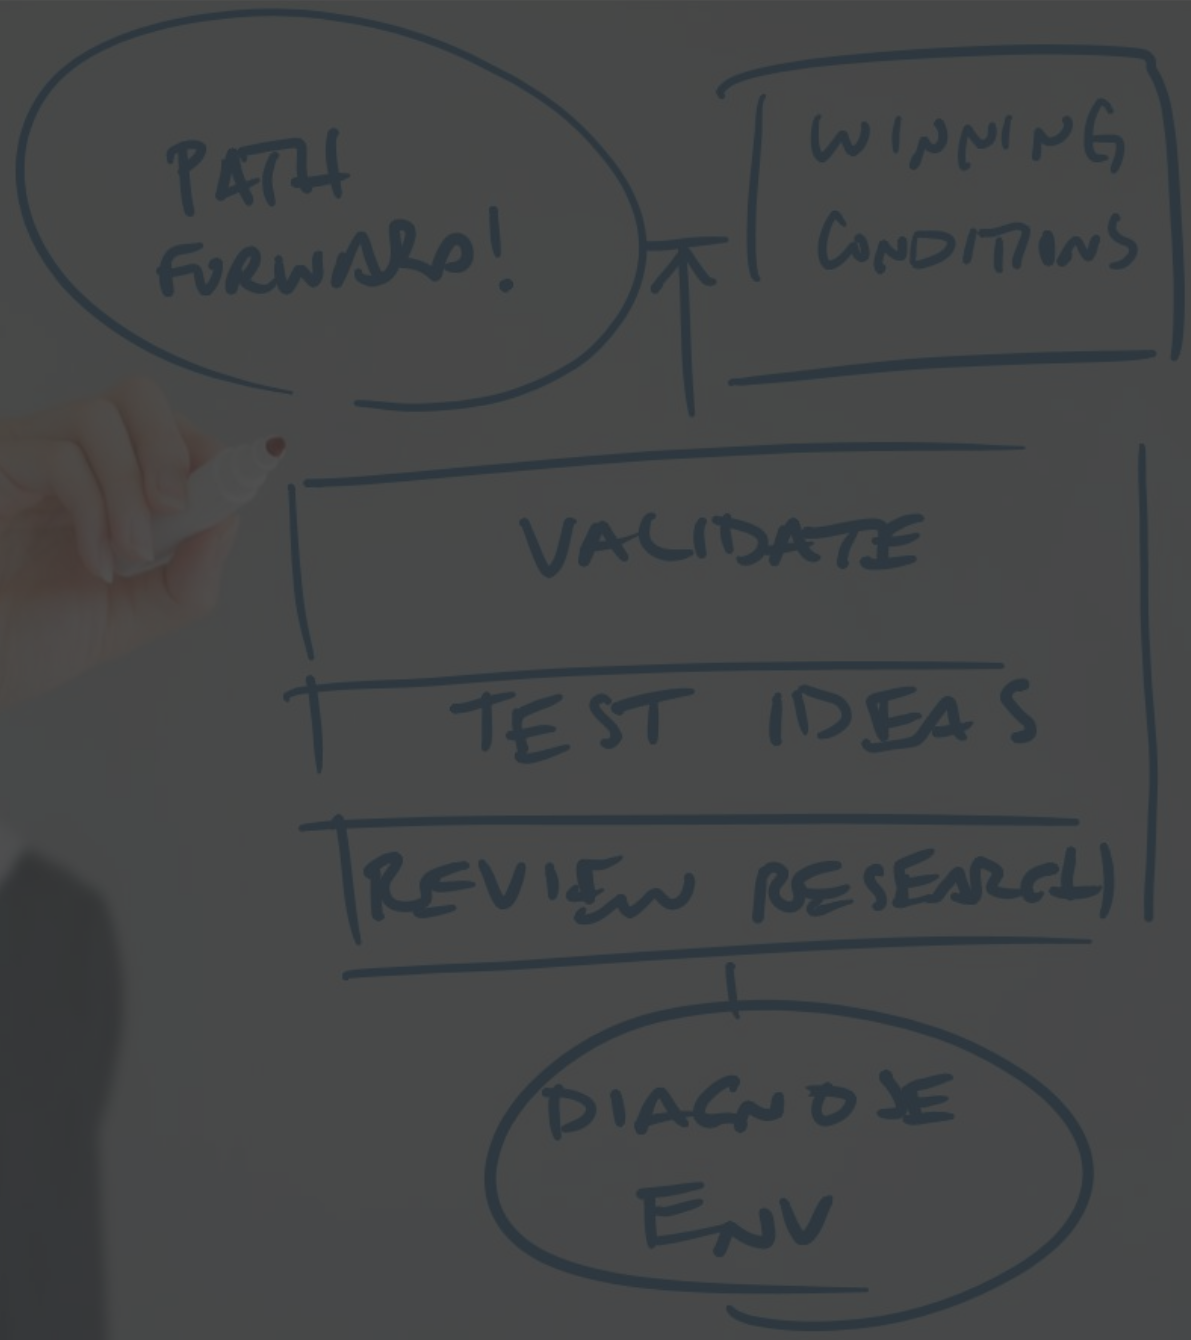 PATH
FORWARD!
WINNING
CONDITIONS
VALIDATE
TEST IDEAS
REVIEW RESEARCH
DIAGNOSE
ENV